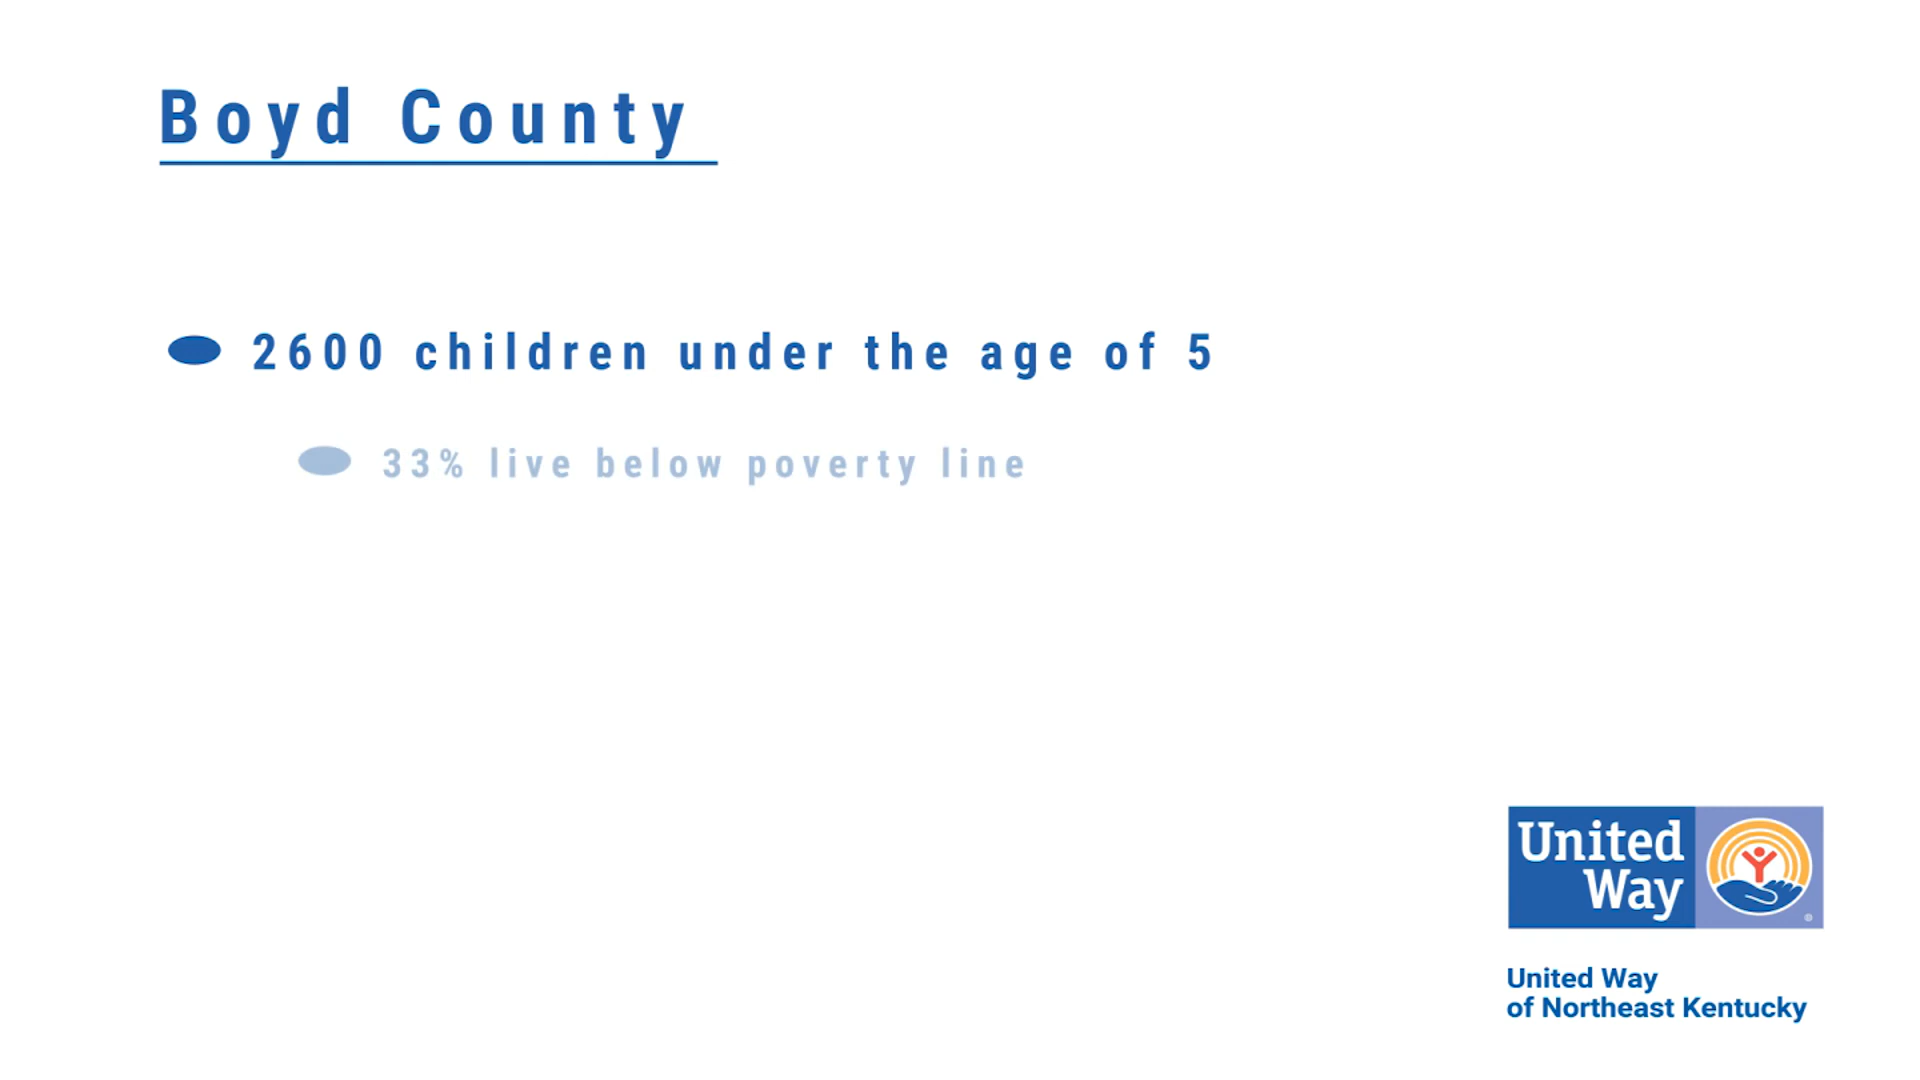 Boyd County
2600 children under the age of 5
33% live below poverty line
United
Way
®
United Way
of Northeast Kentucky